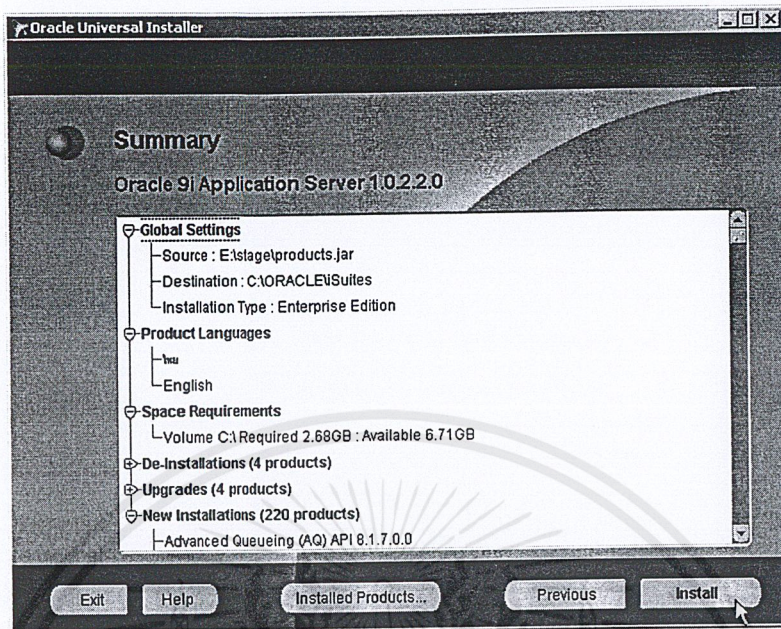 Oracle Universal Installer
Summary
Oracle 9i Application Server 1.0.2.2.0
Global Settings
Source : E:\stage\products.jar
Destination : C:\ORACLE\iSuites
Installation Type : Enterprise Edition
Product Languages
ไทย
English
Space Requirements
Volume C:\ Required 2.68GB : Available 6.71GB
De-Installations (4 products)
Upgrades (4 products)
New Installations (220 products)
Advanced Queueing (AQ) API 8.1.7.0.0
Exit
Help
Installed Products...
Previous
Install